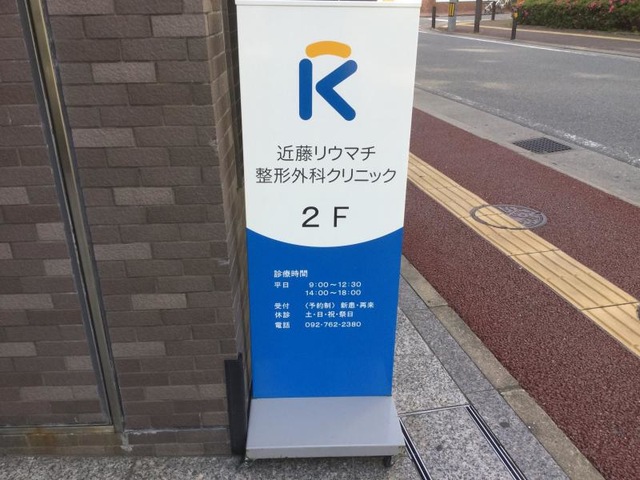 近藤リウマチ
整形外科クリニック
2F
診療時間
平日 9:00～12:30
14:00～18:00
受付 〈予約制〉 新患・再来
休診 土・日・祝・祭日
電話 092-762-2380